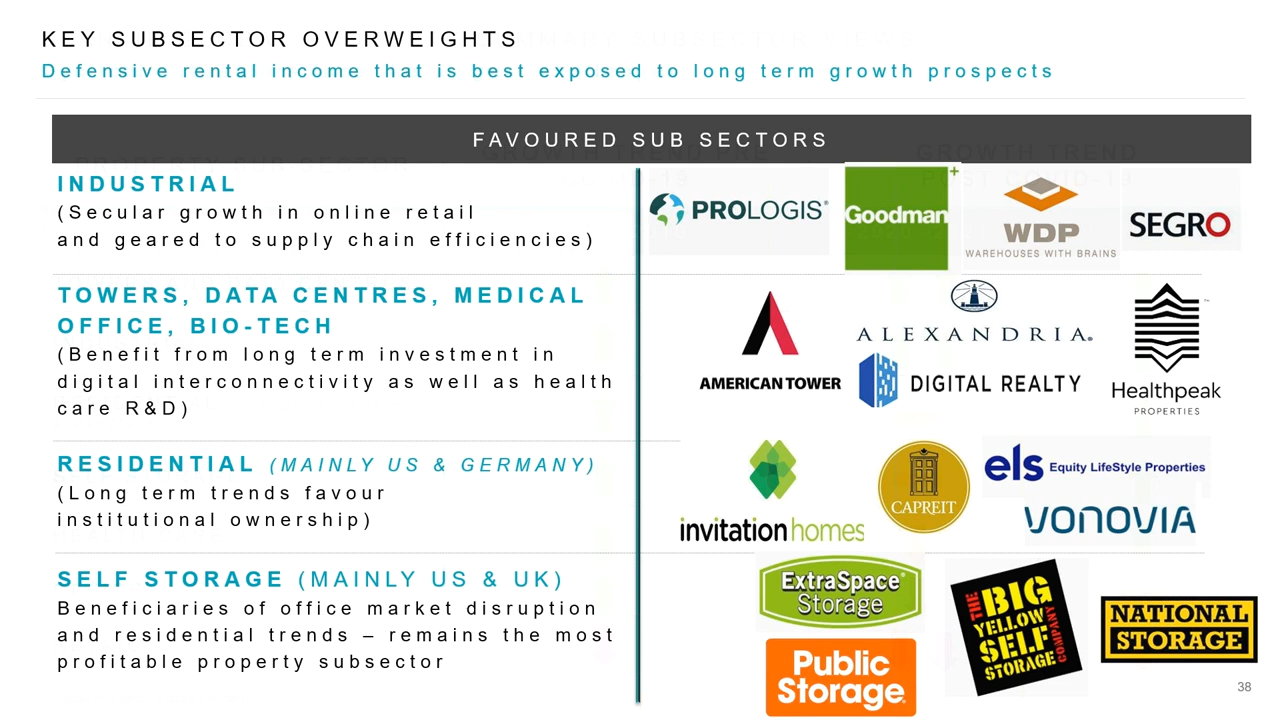 KEY SUBSECTOR OVERWEIGHTS
Defensive rental income that is best exposed to long term growth prospects
FAVOURED SUB SECTORS
INDUSTRIAL
(Secular growth in online retail
and geared to supply chain efficiencies)
PROLOGIS®
Goodman+
WDP
WAREHOUSES WITH BRAINS
SEGRO
TOWERS, DATA CENTRES, MEDICAL
OFFICE, BIO-TECH
(Benefit from long term investment in
digital interconnectivity as well as health
care R&D)
AMERICAN TOWER
ALEXANDRIA®
DIGITAL REALTY
Healthpeak™
PROPERTIES
RESIDENTIAL (MAINLY US & GERMANY)
(Long term trends favour
institutional ownership)
invitation homes
CAPREIT
els Equity LifeStyle Properties
VONOVIA
SELF STORAGE (MAINLY US & UK)
Beneficiaries of office market disruption
and residential trends – remains the most
profitable property subsector
ExtraSpace
Storage
Public
Storage
THE
BIG
YELLOW
SELF
STORAGE
COMPANY
NATIONAL
STORAGE
38